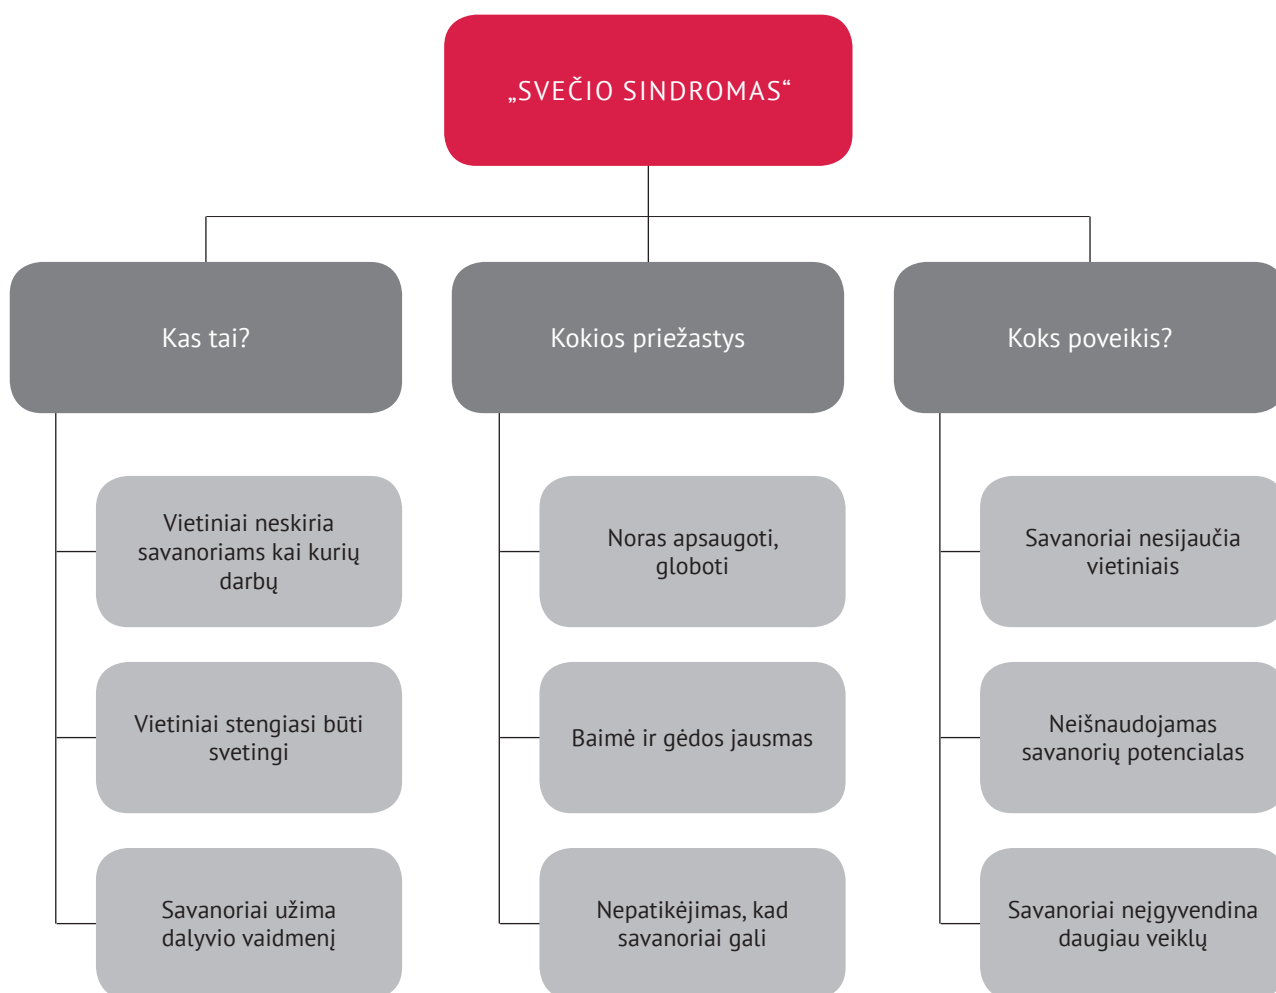 „SVEČIO SINDROMAS“
Kas tai?
Vietiniai neskiria
savanoriams kai kurių
darbų
Vietiniai stengiasi būti
svetingi
Savanoriai užima
dalyvio vaidmenį
Kokios priežastys
Noras apsaugoti,
globoti
Baimė ir gėdos jausmas
Nepatikėjimas, kad
savanoriai gali
Koks poveikis?
Savanoriai nesijaučia
vietiniais
Neišnaudojamas
savanorių potencialas
Savanoriai neįgyvendina
daugiau veiklų